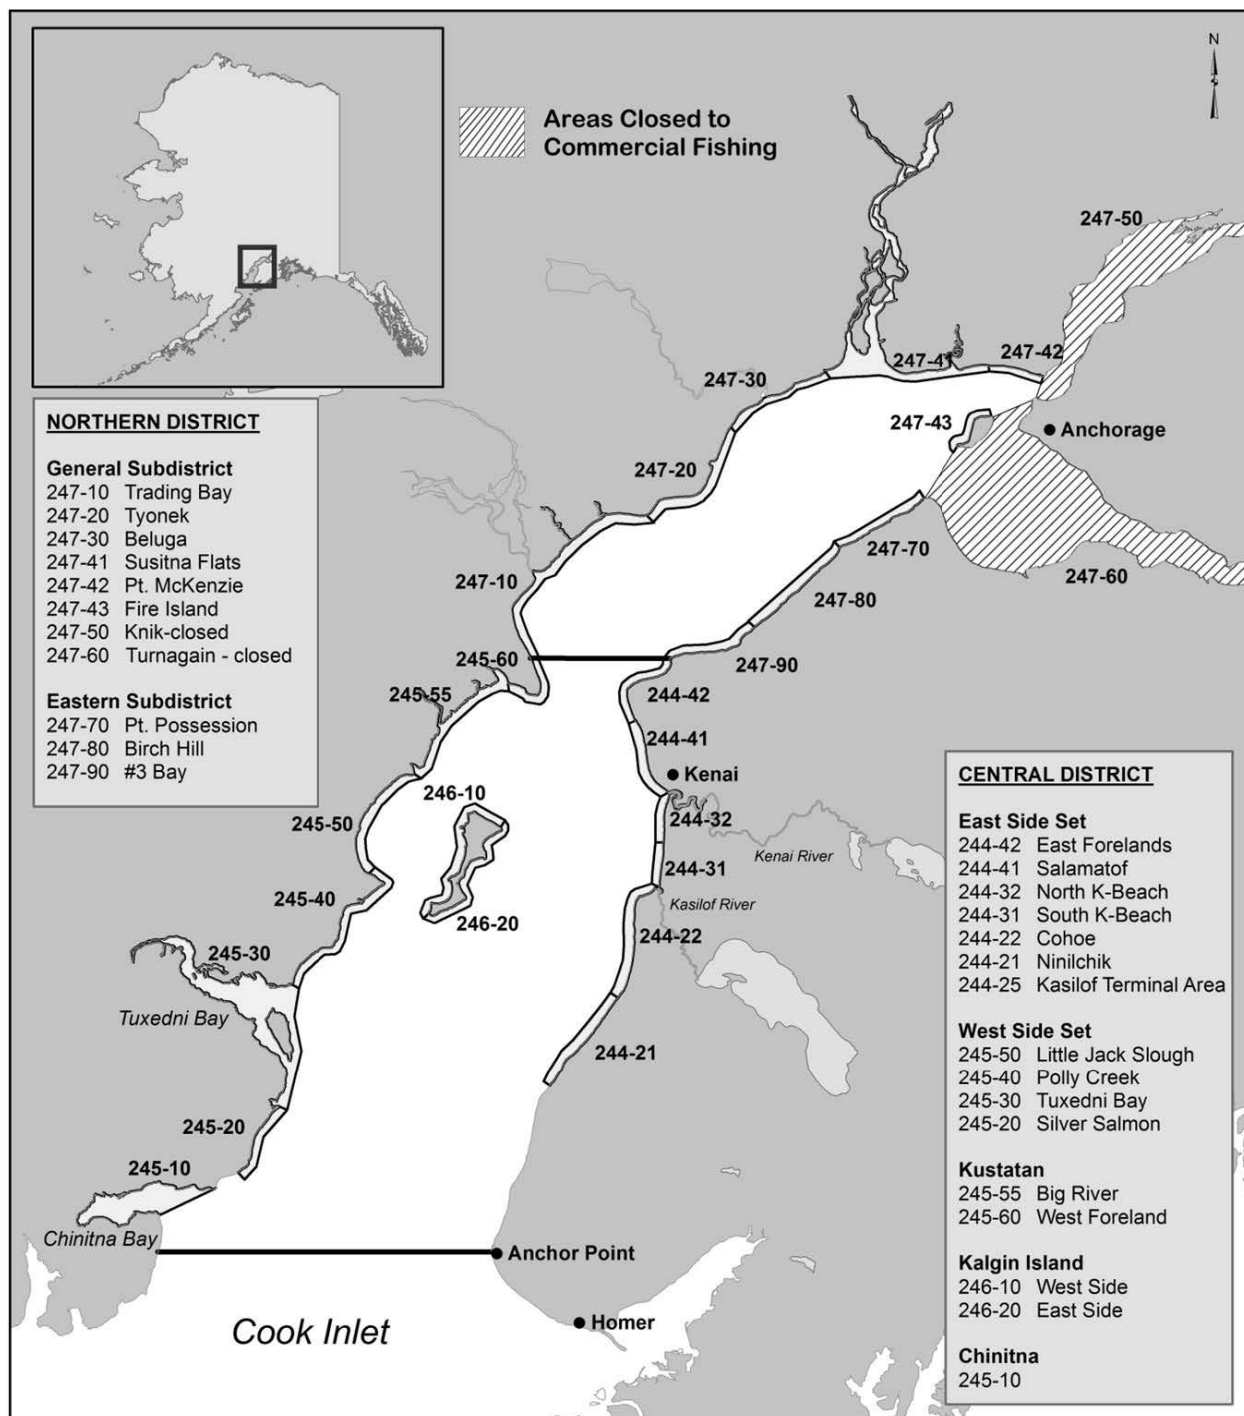 N
Areas Closed to
Commercial Fishing
247-50
247-41
247-42
247-30
247-43
Anchorage
247-20
247-10
247-70
247-60
247-80
245-60
247-90
245-55
244-42
244-41
Kenai
246-10
245-50
244-32
Kenai River
244-31
245-40
Kasilof River
246-20
244-22
245-30
Tuxedni Bay
244-21
245-20
245-10
Chinitna Bay
Anchor Point
Homer
Cook Inlet
NORTHERN DISTRICT
General Subdistrict
247-10 Trading Bay
247-20 Tyonek
247-30 Beluga
247-41 Susitna Flats
247-42 Pt. McKenzie
247-43 Fire Island
247-50 Knik-closed
247-60 Turnagain - closed
Eastern Subdistrict
247-70 Pt. Possession
247-80 Birch Hill
247-90 #3 Bay
CENTRAL DISTRICT
East Side Set
244-42 East Forelands
244-41 Salamatof
244-32 North K-Beach
244-31 South K-Beach
244-22 Cohoe
244-21 Ninilchik
244-25 Kasilof Terminal Area
West Side Set
245-50 Little Jack Slough
245-40 Polly Creek
245-30 Tuxedni Bay
245-20 Silver Salmon
Kustatan
245-55 Big River
245-60 West Foreland
Kalgin Island
246-10 West Side
246-20 East Side
Chinitna
245-10